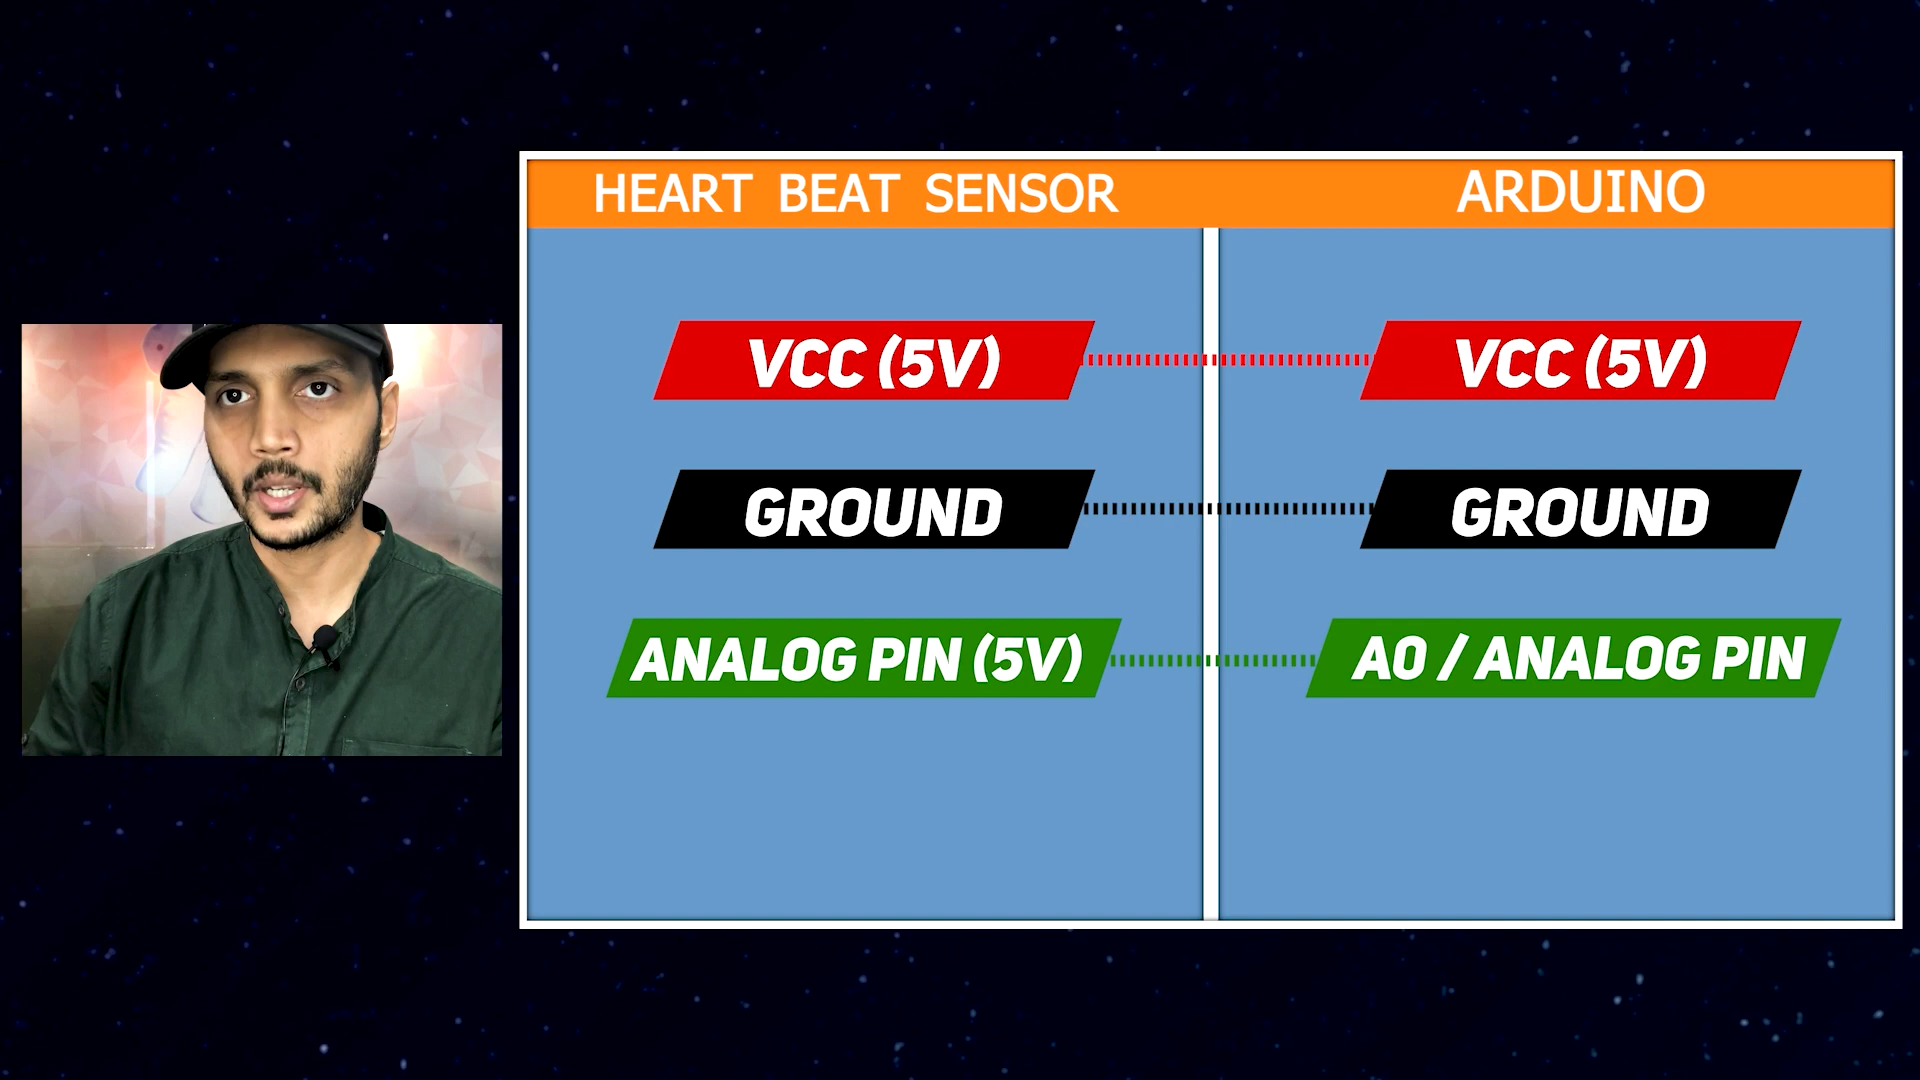 HEART BEAT SENSOR
ARDUINO
VCC (5V)
VCC (5V)
GROUND
GROUND
ANALOG PIN (5V)
A0 / ANALOG PIN